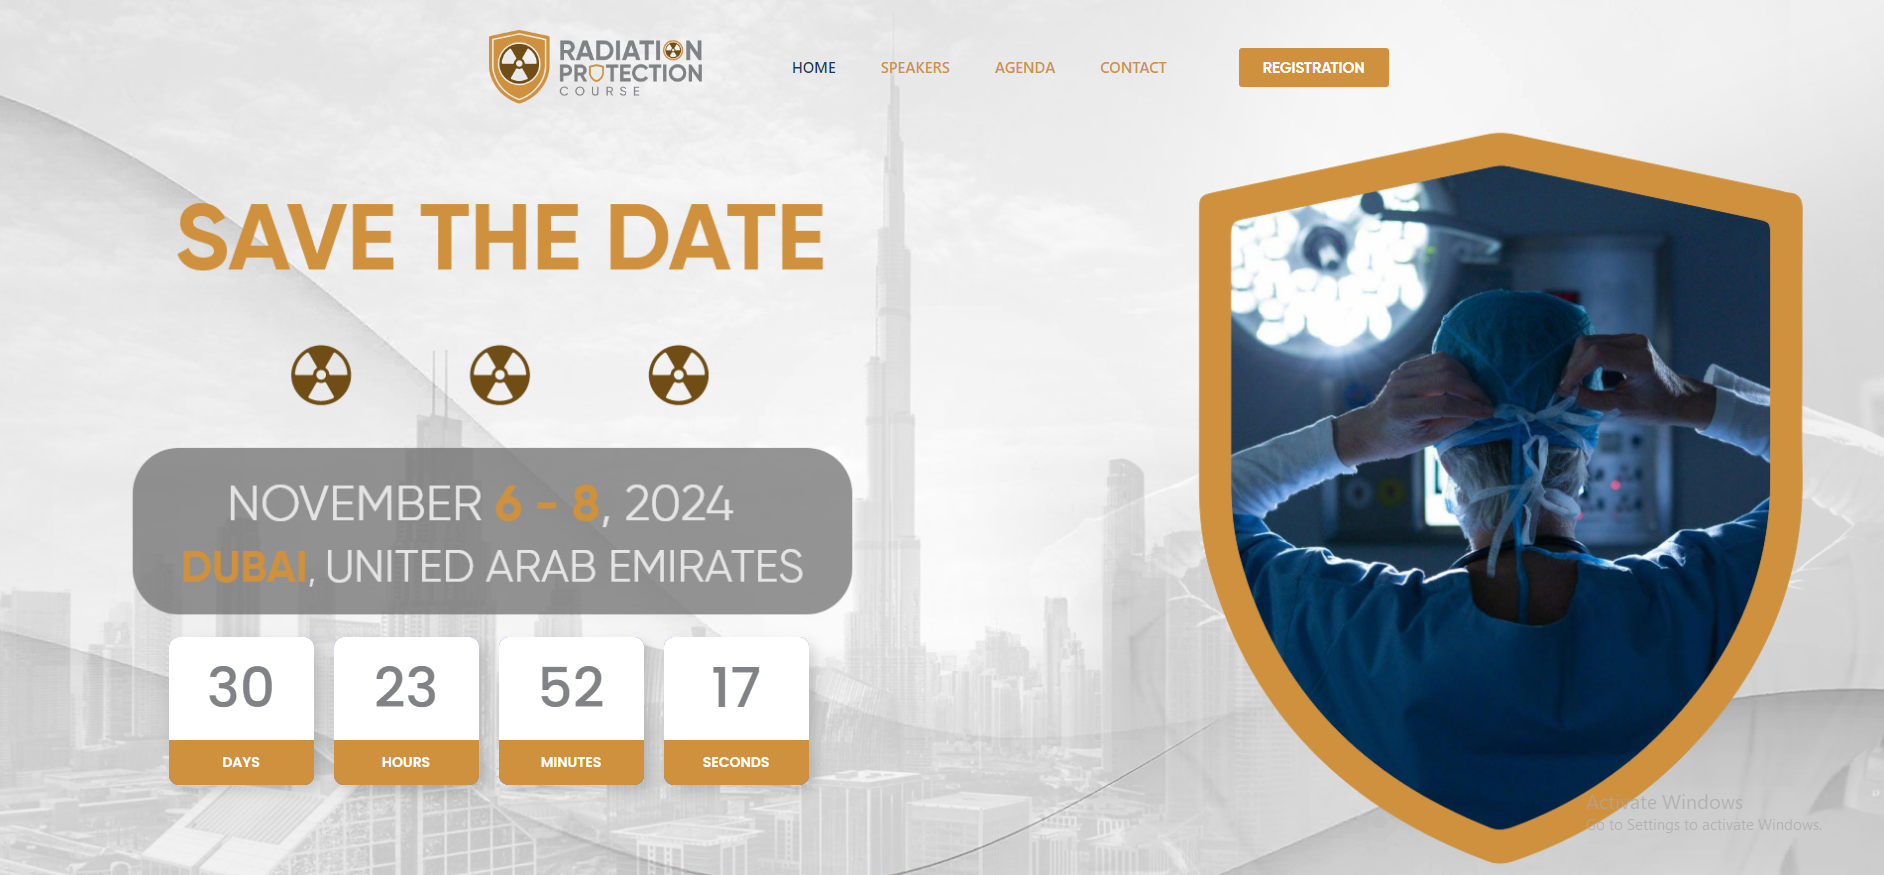 RADIATION
PROTECTION
COURSE
HOME
SPEAKERS
AGENDA
CONTACT
REGISTRATION
SAVE THE DATE
NOVEMBER 6 - 8, 2024
DUBAI, UNITED ARAB EMIRATES
30
23
52
17
DAYS
HOURS
MINUTES
SECONDS
Activate Windows
Go to Settings to activate Windows.